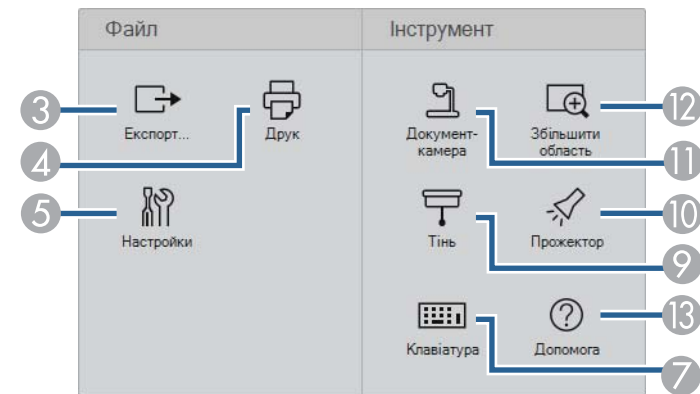 Файл
Інструмент
3
Експорт...
4
Друк
5
Настройки
Документ-
камера
11
Збільшити
область
12
Тінь
9
Прожектор
10
Клавіатура
7
Допомога
13